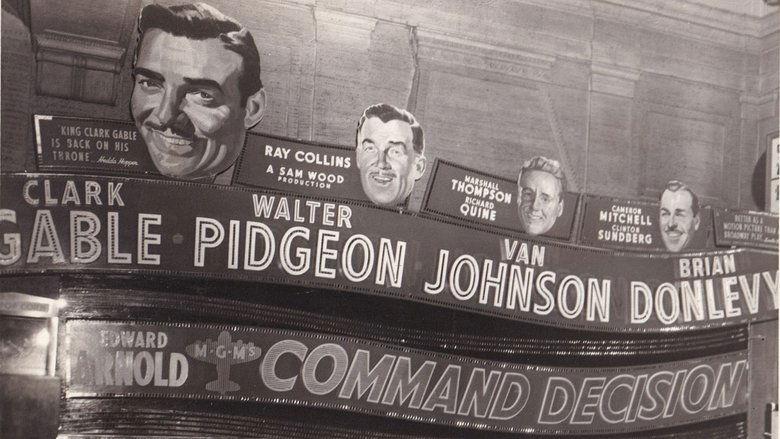 "KING CLARK GABLE
IS BACK ON HIS
THRONE... Hedda Hopper
RAY COLLINS
A SAM WOOD
PRODUCTION
MARSHALL
THOMPSON
RICHARD
QUINE
CAMERON
MITCHELL
CLINTON
SUNDBERG
BETTER AS A
MOTION PICTURE THAN A
BROADWAY PLAY
CLARK
GABLE
WALTER
PIDGEON
VAN
JOHNSON
BRIAN
DONLEVY
EDWARD
ARNOLD
M-G-M'S
COMMAND DECISION